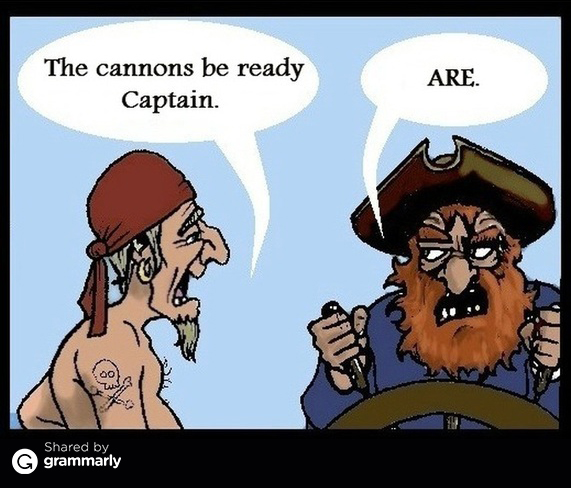 The cannons be ready
Captain.
ARE.
Shared by
grammarly